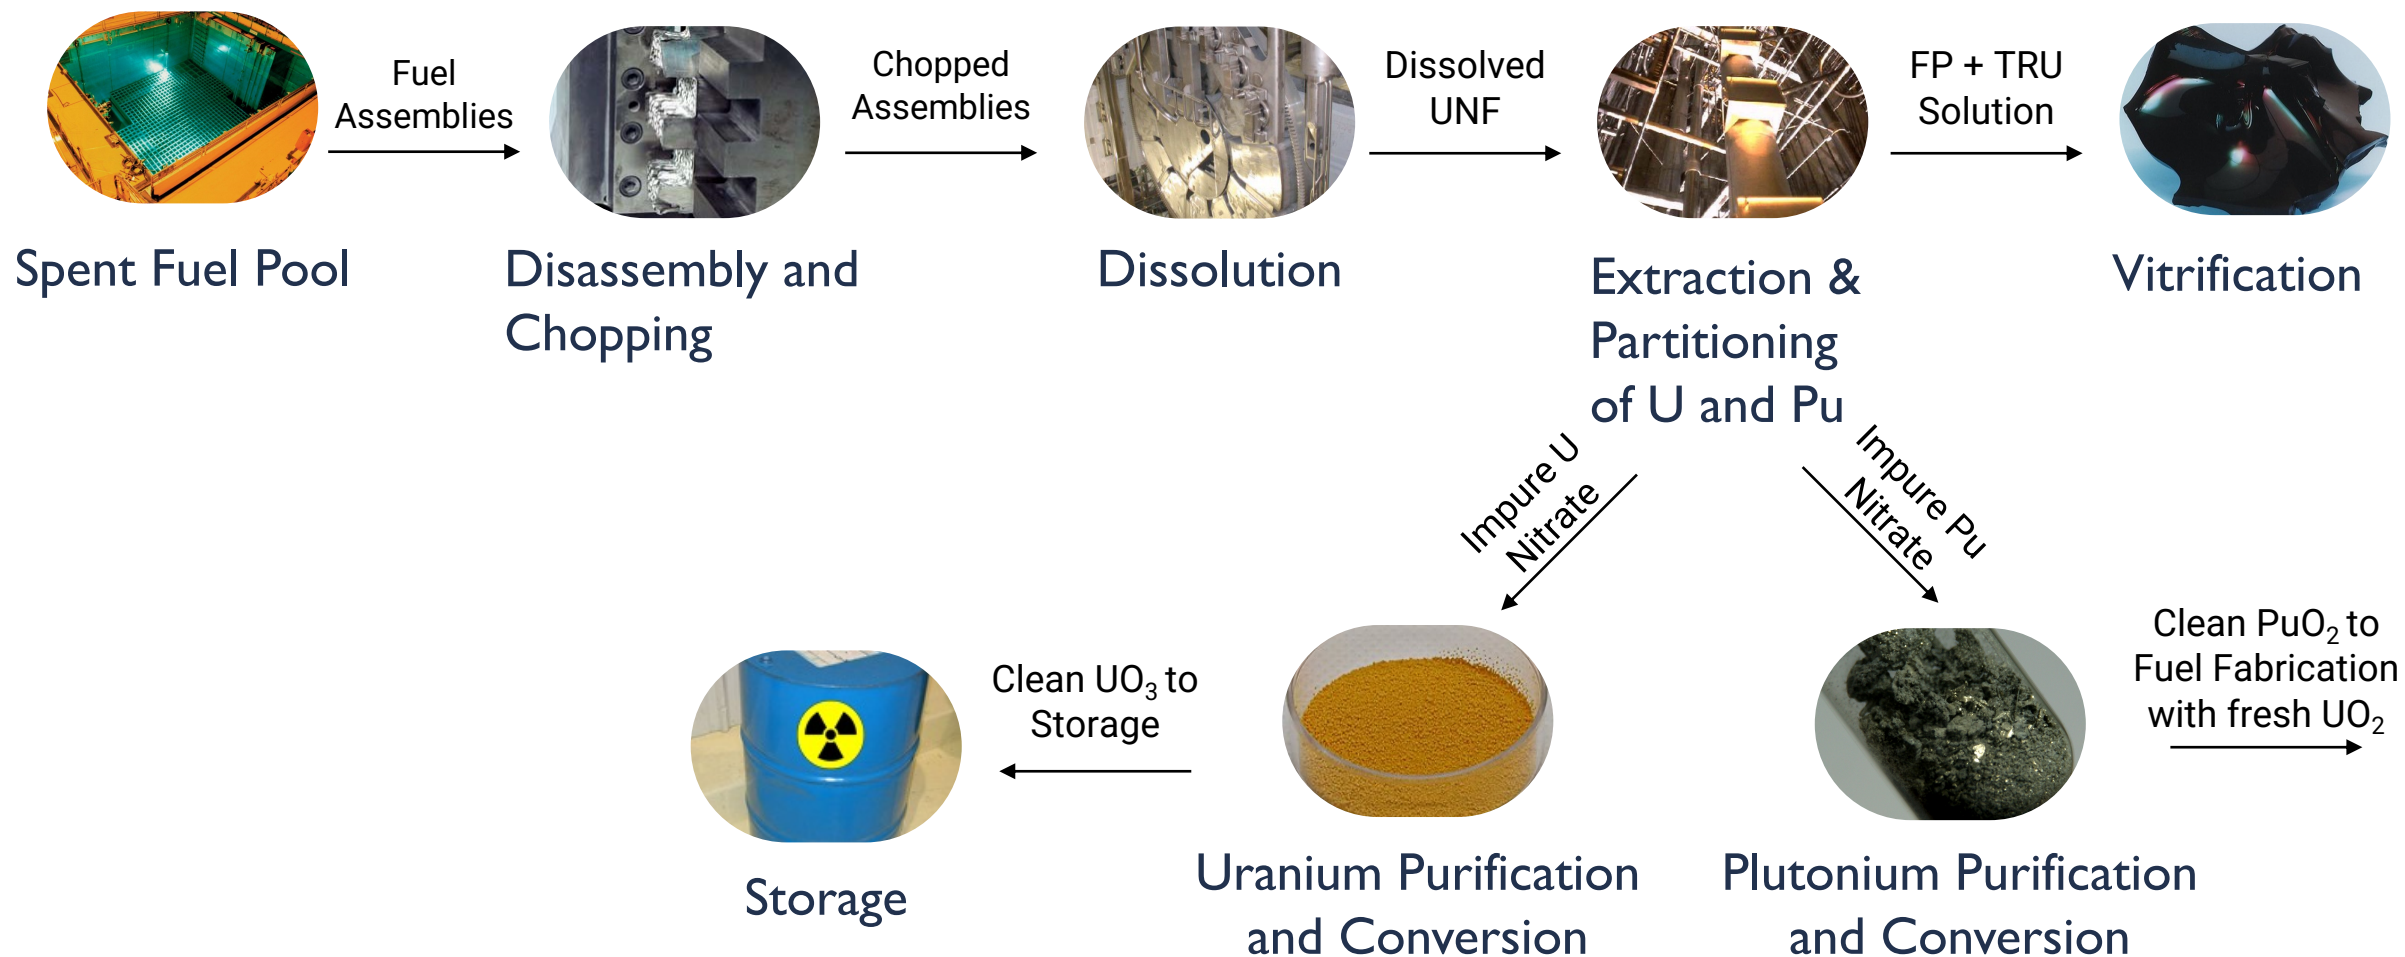 Fuel
Assemblies
Chopped
Assemblies
Dissolved
UNF
FP + TRU
Solution
Spent Fuel Pool
Disassembly and
Chopping
Dissolution
Extraction &
Partitioning
of U and Pu
Vitrification
Impure U
Nitrate
Impure Pu
Nitrate
Clean UO₃ to
Storage
Clean PuO₂ to
Fuel Fabrication
with fresh UO₂
Storage
Uranium Purification
and Conversion
Plutonium Purification
and Conversion